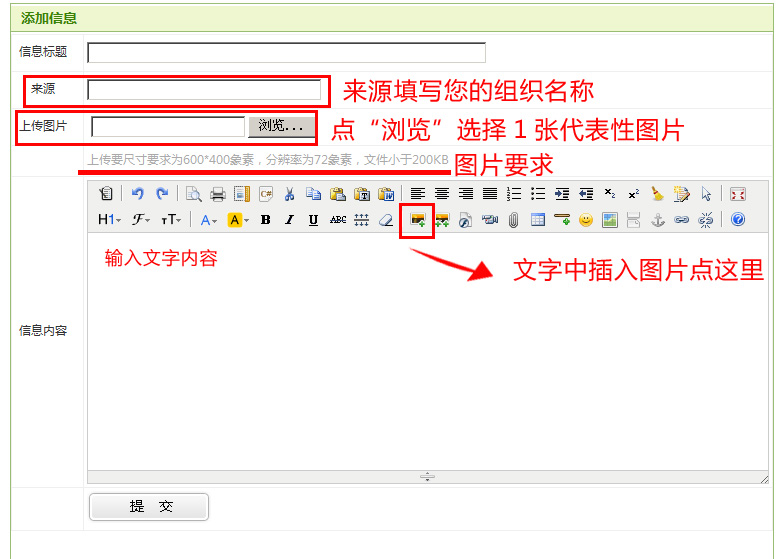 添加信息
信息标题
来源
来源填写您的组织名称
上传图片
浏览...
点“浏览”选择1张代表性图片
上传要尺寸要求为600*400象素，分辨率为72象素，文件小于200KB
图片要求
H1 ℱ тT A A B I U ABC
输入文字内容
文字中插入图片点这里
信息内容
提 交